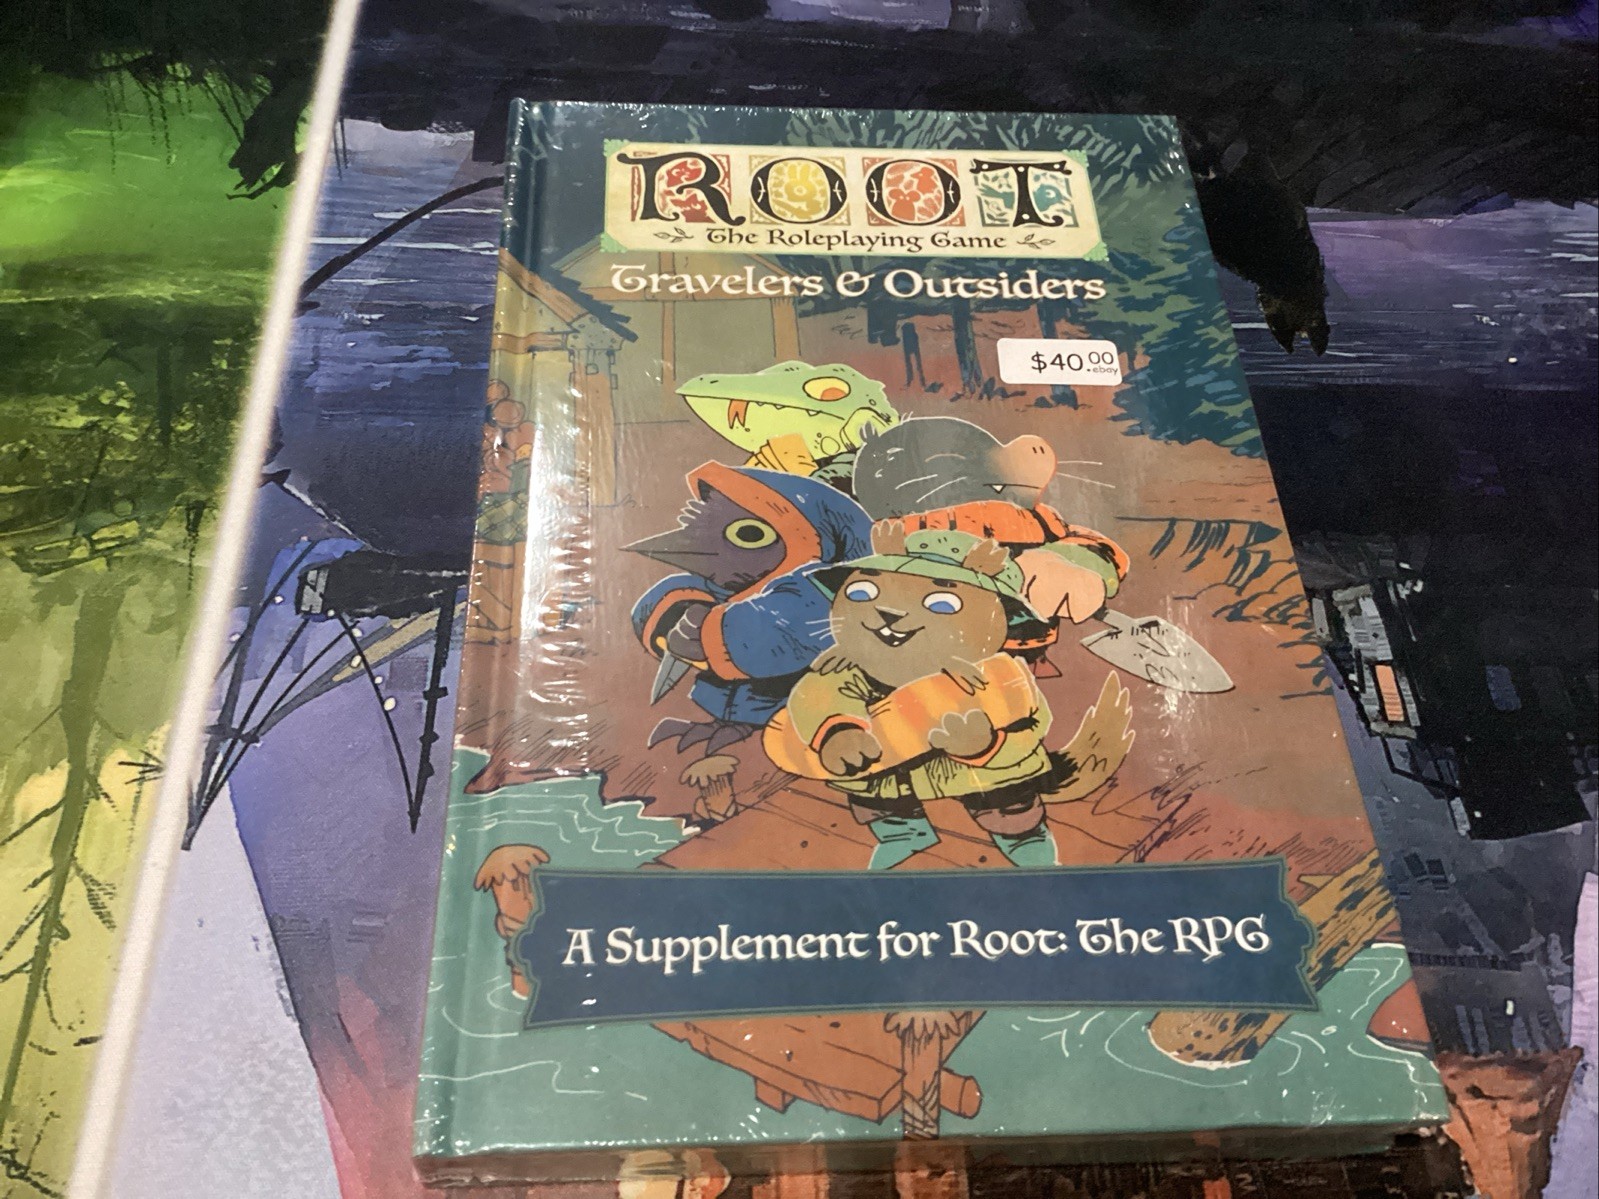 ROOT
The Roleplaying Game
Travelers & Outsiders
$40.00
ebay
A Supplement for Root: The RPG